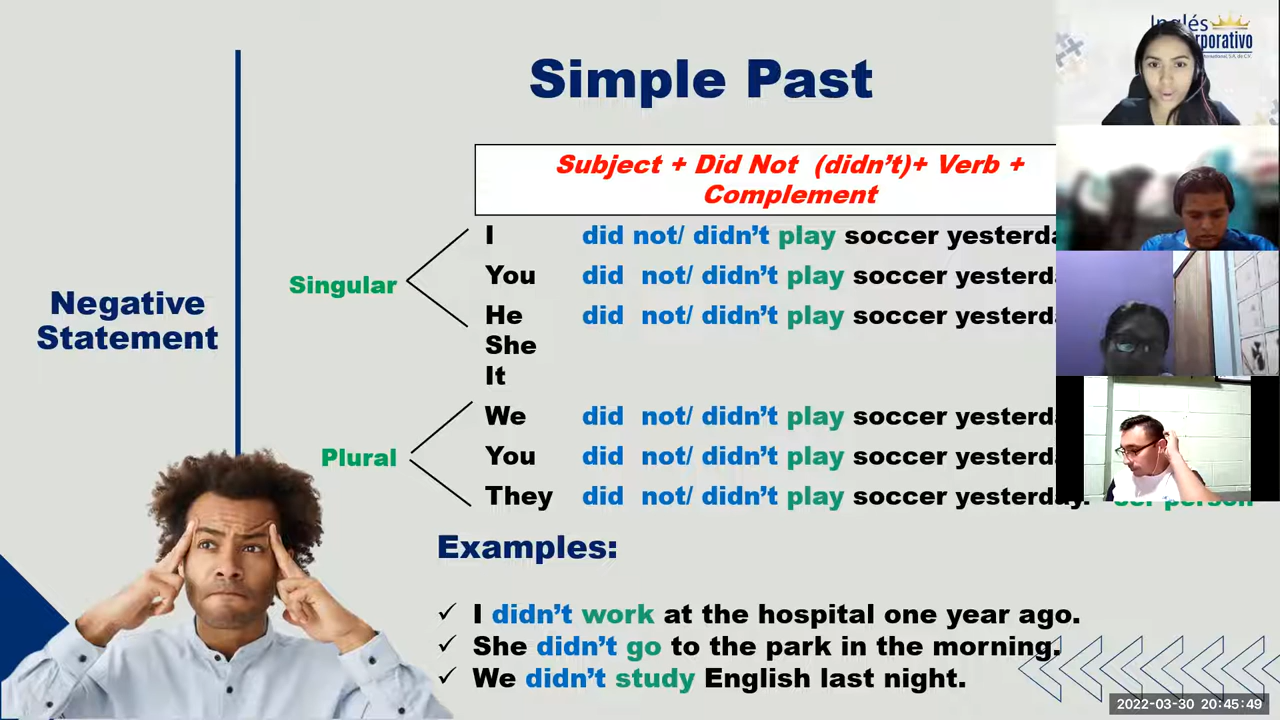 Inglés
Simple Past
Subject + Did Not (didn't)+ Verb +
Complement
Negative
Statement
Singular
I did not/ didn't play soccer
You did not/ didn't play soccer
He did not/ didn't play soccer
She
It
Plural
We did not/ didn't play soccer
You did not/ didn't play soccer
They did not/ didn't play soccer yesterday.
Examples:
✓ I didn't work at the hospital one year ago.
✓ She didn't go to the park in the morning.
✓ We didn't study English last night.
2022-03-30 20:45:49